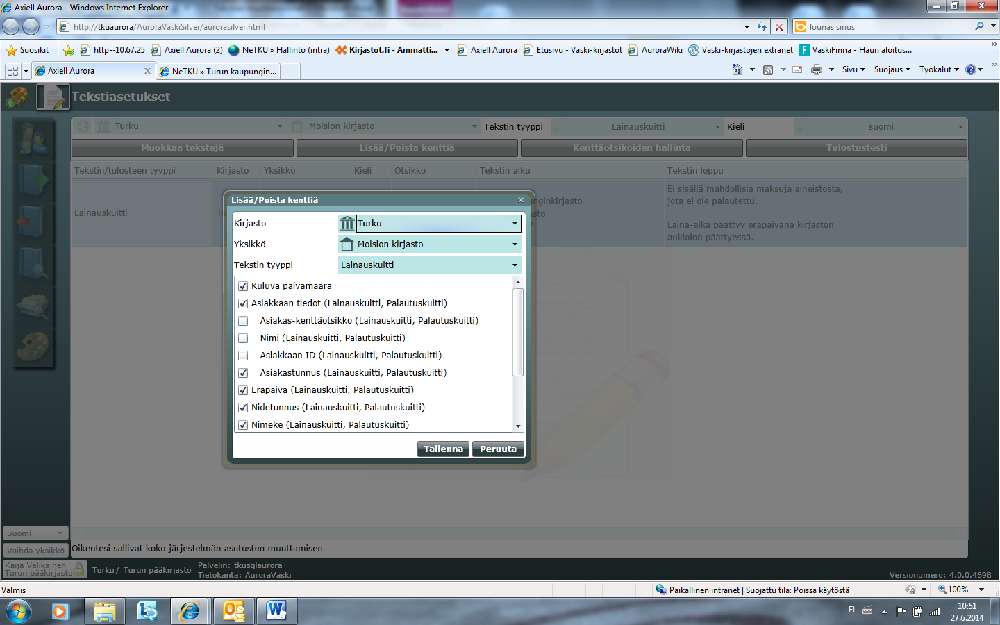 Axiell Aurora - Windows Internet Explorer
http://tkuaurora/AuroraVaskiSilver/aurorasilver.html
lounas sirius
Suosikit
http--10.67.25
Axiell Aurora (2)
NeTKU » Hallinto (intra)
Kirjastot.fi - Ammatti...
Axiell Aurora
Etusivu - Vaski-kirjastot
AuroraWiki
Vaski-kirjastojen extranet
VaskiFinna - Haun aloitus...
Axiell Aurora
NeTKU » Turun kaupungin...
Sivu
Suojaus
Työkalut
Tekstiasetukset
Turku
Moision kirjasto
Tekstin tyyppi
Lainauskuitti
Kieli
suomi
Muokkaa tekstejä
Lisää/Poista kenttiä
Kenttäotsikoiden hallinta
Tulostustesti
Tekstin/tulosteen tyyppi
Kirjasto
Yksikkö
Kieli
Otsikko
Tekstin alku
Tekstin loppu
Lainauskuitti
Ei sisällä mahdollisia maksuja aineistosta,
jota ei ole palautettu.
Laina-aika päättyy eräpäivänä kirjaston
aukiolon päättyessä.
Lisää/Poista kenttiä
Kirjasto
Turku
Yksikkö
Moision kirjasto
Tekstin tyyppi
Lainauskuitti
Kuluva päivämäärä
Asiakkaan tiedot (Lainauskuitti, Palautuskuitti)
Asiakas-kenttäotsikko (Lainauskuitti, Palautuskuitti)
Nimi (Lainauskuitti, Palautuskuitti)
Asiakkaan ID (Lainauskuitti, Palautuskuitti)
Asiakastunnus (Lainauskuitti, Palautuskuitti)
Eräpäivä (Lainauskuitti, Palautuskuitti)
Nidetunnus (Lainauskuitti, Palautuskuitti)
Nimeke (Lainauskuitti, Palautuskuitti)
Tallenna
Peruuta
Suomi
Vaihda yksikkö
Oikeutesi sallivat koko järjestelmän asetusten muuttamisen
Kaija Valikainen
Turun pääkirjasto
Turku / Turun pääkirjasto
Palvelin: tkusqlaurora
Tietokanta: AuroraVaski
Versionumero: 4.0.0.4698
Valmis
Paikallinen intranet | Suojattu tila: Poissa käytöstä
100%
FI
10:51
27.6.2014